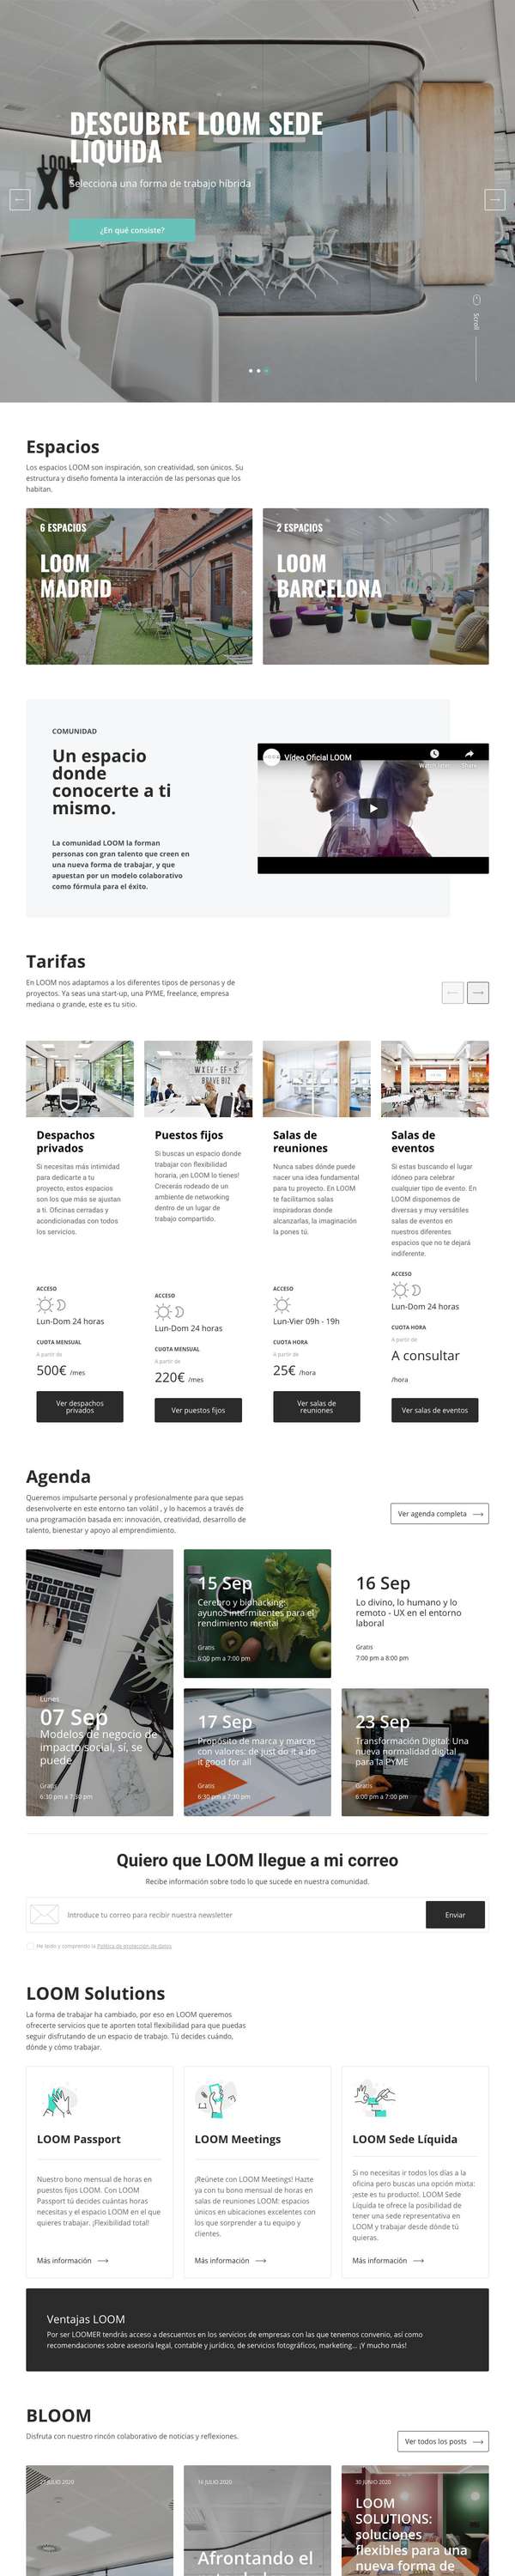 DESCUBRE LOOM SEDE
LÍQUIDA
Selecciona una forma de trabajo híbrida
LOOM
XP
¿En qué consiste?
Scroll
Espacios
Los espacios LOOM son inspiración, son creatividad, son únicos. Su
estructura y diseño fomenta la interacción de las personas que los
habitan.
6 ESPACIOS
LOOM
MADRID
2 ESPACIOS
LOOM
BARCELONA
COMUNIDAD
Un espacio
donde
conocerte a ti
mismo.
La comunidad LOOM la forman
personas con gran talento que creen en
una nueva forma de trabajar, y que
apuestan por un modelo colaborativo
como fórmula para el éxito.
Vídeo Oficial LOOM
Watch later
Share
Tarifas
En LOOM nos adaptamos a los diferentes tipos de personas y de
proyectos. Ya seas una start-up, una PYME, freelance, empresa
mediana o grande, este es tu sitio.
Despachos
privados
Si necesitas más intimidad
para dedicarte a tu
proyecto, estos espacios
son los que más se ajustan
a ti. Oficinas cerradas y
acondicionadas con todos
los servicios.
ACCESO
Lun-Dom 24 horas
CUOTA MENSUAL
A partir de
500€ /mes
Ver despachos
privados
Puestos fijos
Si buscas un espacio donde
trabajar con flexibilidad
horaria, ¡en LOOM lo tienes!
Crecerás rodeado de un
ambiente de networking
dentro de un lugar de
trabajo compartido.
ACCESO
Lun-Dom 24 horas
CUOTA MENSUAL
A partir de
220€ /mes
Ver puestos fijos
Salas de
reuniones
Nunca sabes dónde puede
nacer una idea fundamental
para tu proyecto. En LOOM
te facilitamos salas
inspiradoras donde
alcanzarlas, la imaginación
la pones tú.
ACCESO
Lun-Vier 09h - 19h
CUOTA HORA
A partir de
25€ /hora
Ver salas de
reuniones
Salas de
eventos
Si estas buscando el lugar
idóneo para celebrar
cualquier tipo de evento. En
LOOM disponemos de
diversas y muy versátiles
salas de eventos en
nuestros diferentes
espacios que no te dejará
indiferente.
ACCESO
Lun-Dom 24 horas
CUOTA HORA
A partir de
A consultar
/hora
Ver salas de eventos
Agenda
Queremos impulsarte personal y profesionalmente para que sepas
desenvolverte en este entorno tan volátil , y lo hacemos a través de
una programación basada en: innovación, creatividad, desarrollo de
talento, bienestar y apoyo al emprendimiento.
Ver agenda completa
Lunes
07 Sep
Modelos de negocio de
impacto social, sí, se
puede
Gratis
6:30 pm a 7:30 pm
15 Sep
Cerebro y biohacking:
ayunos intermitentes para el
rendimiento mental
Gratis
6:00 pm a 7:00 pm
16 Sep
Lo divino, lo humano y lo
remoto - UX en el entorno
laboral
Gratis
7:00 pm a 8:00 pm
17 Sep
Propósito de marca y marcas
con valores: de just do it a do
it good for all
Gratis
6:30 pm a 7:30 pm
23 Sep
Transformación Digital: Una
nueva normalidad digital
para la PYME
Gratis
6:00 pm a 7:00 pm
Quiero que LOOM llegue a mi correo
Recibe información sobre todo lo que sucede en nuestra comunidad.
Introduce tu correo para recibir nuestra newsletter
Enviar
He leído y comprendo la Política de protección de datos
LOOM Solutions
La forma de trabajar ha cambiado, por eso en LOOM queremos
ofrecerte servicios que te aporten total flexibilidad para que puedas
seguir disfrutando de un espacio de trabajo. Tú decides cuándo,
dónde y cómo trabajar.
LOOM Passport
Nuestro bono mensual de horas en
puestos fijos LOOM. Con LOOM
Passport tú decides cuántas horas
necesitas y el espacio LOOM en el que
quieres trabajar. ¡Flexibilidad total!
Más información
LOOM Meetings
¡Reúnete con LOOM Meetings! Hazte
ya con tu bono mensual de horas en
salas de reuniones LOOM: espacios
únicos en ubicaciones excelentes con
los que sorprender a tu equipo y
clientes.
Más información
LOOM Sede Líquida
Si no necesitas ir todos los días a la
oficina pero buscas una opción mixta:
¡este es tu producto!. LOOM Sede
Líquida te ofrece la posibilidad de
tener una sede representativa en
LOOM y trabajar desde dónde tú
quieras.
Más información
Ventajas LOOM
Por ser LOOMER tendrás acceso a descuentos en los servicios de empresas con las que tenemos convenio, así como
recomendaciones sobre asesoría legal, contable y jurídico, de servicios fotográficos, marketing... ¡Y mucho más!
BLOOM
Disfruta con nuestro rincón colaborativo de noticias y reflexiones.
Ver todos los posts
JULIO 2020
16 JULIO 2020
Afrontando el
30 JUNIO 2020
LOOM
SOLUTIONS:
soluciones
flexibles para una
nueva forma de